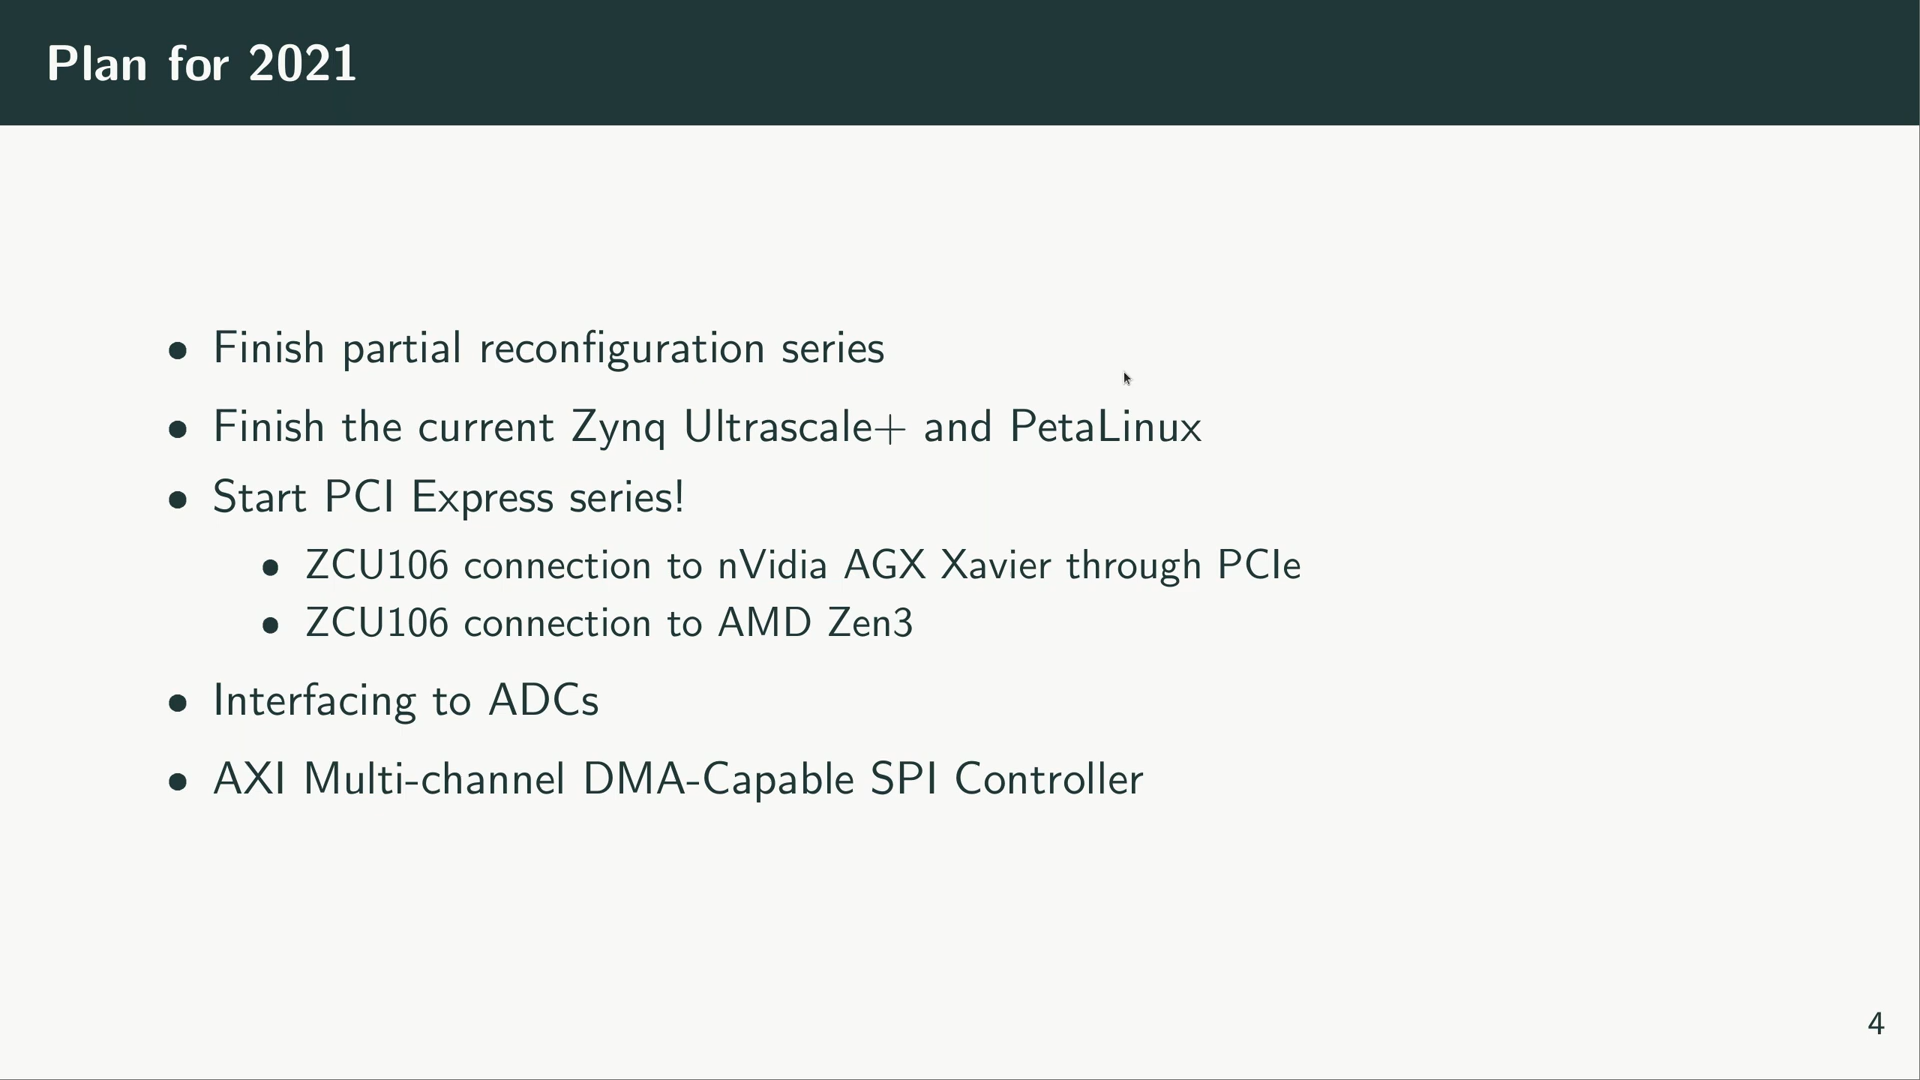 Plan for 2021
• Finish partial reconfiguration series
• Finish the current Zynq Ultrascale+ and PetaLinux
• Start PCI Express series!
• ZCU106 connection to nVidia AGX Xavier through PCIe
• ZCU106 connection to AMD Zen3
• Interfacing to ADCs
• AXI Multi-channel DMA-Capable SPI Controller
4